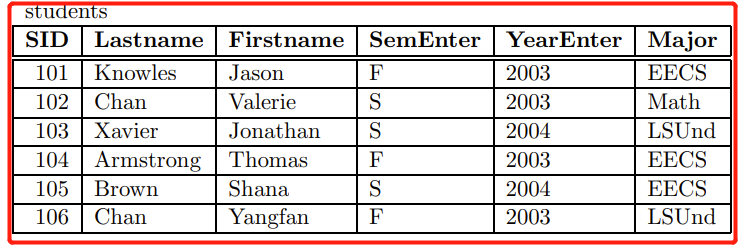 students
SID Lastname Firstname SemEnter YearEnter Major
101 Knowles Jason F 2003 EECS
102 Chan Valerie S 2003 Math
103 Xavier Jonathan S 2004 LSUnd
104 Armstrong Thomas F 2003 EECS
105 Brown Shana S 2004 EECS
106 Chan Yangfan F 2003 LSUnd